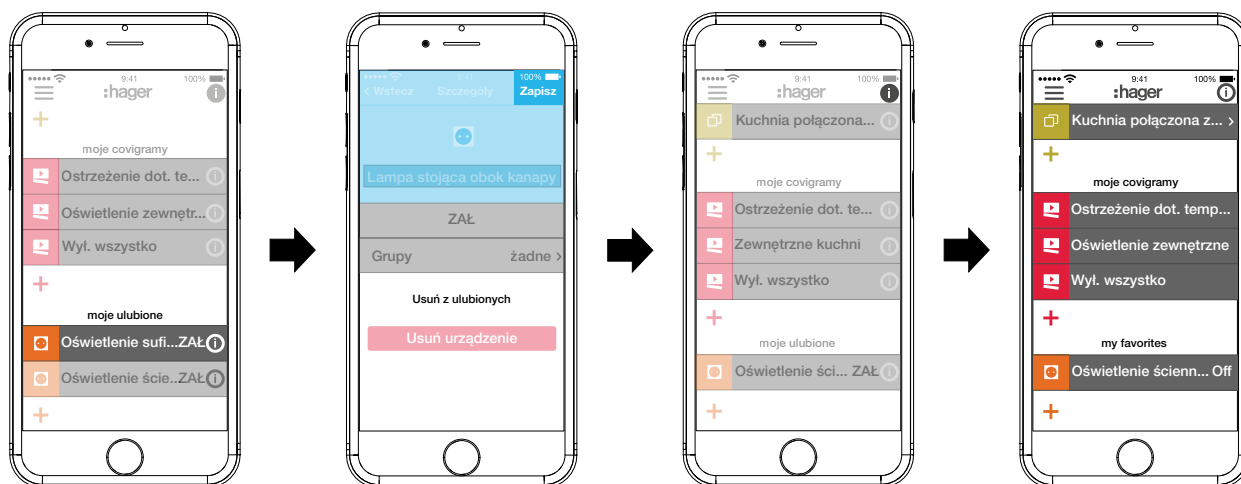 9:41
100%
:hager
i
+
moje covigramy
Ostrzeżenie dot. te... i
Oświetlenie zewnętr... i
Wył. wszystko i
+
moje ulubione
Oświetlenie sufi...ZAŁ i
Oświetlenie ście..ZAŁ i
+
9:41
100%
< Wstecz Szczegóły Zapisz
Lampa stojąca obok kanapy
ZAŁ
Grupy żadne >
Usuń z ulubionych
Usuń urządzenie
9:41
100%
:hager
i
Kuchnia połączona... i
+
moje covigramy
Ostrzeżenie dot. te... i
Zewnętrzne kuchni i
Wył. wszystko i
+
moje ulubione
Oświetlenie ści... ZAŁ i
+
9:41
100%
:hager
i
Kuchnia połączona z... >
+
moje covigramy
Ostrzeżenie dot. temp...
Oświetlenie zewnętrzne
Wył. wszystko
+
my favorites
Oświetlenie ścienn... Off
+